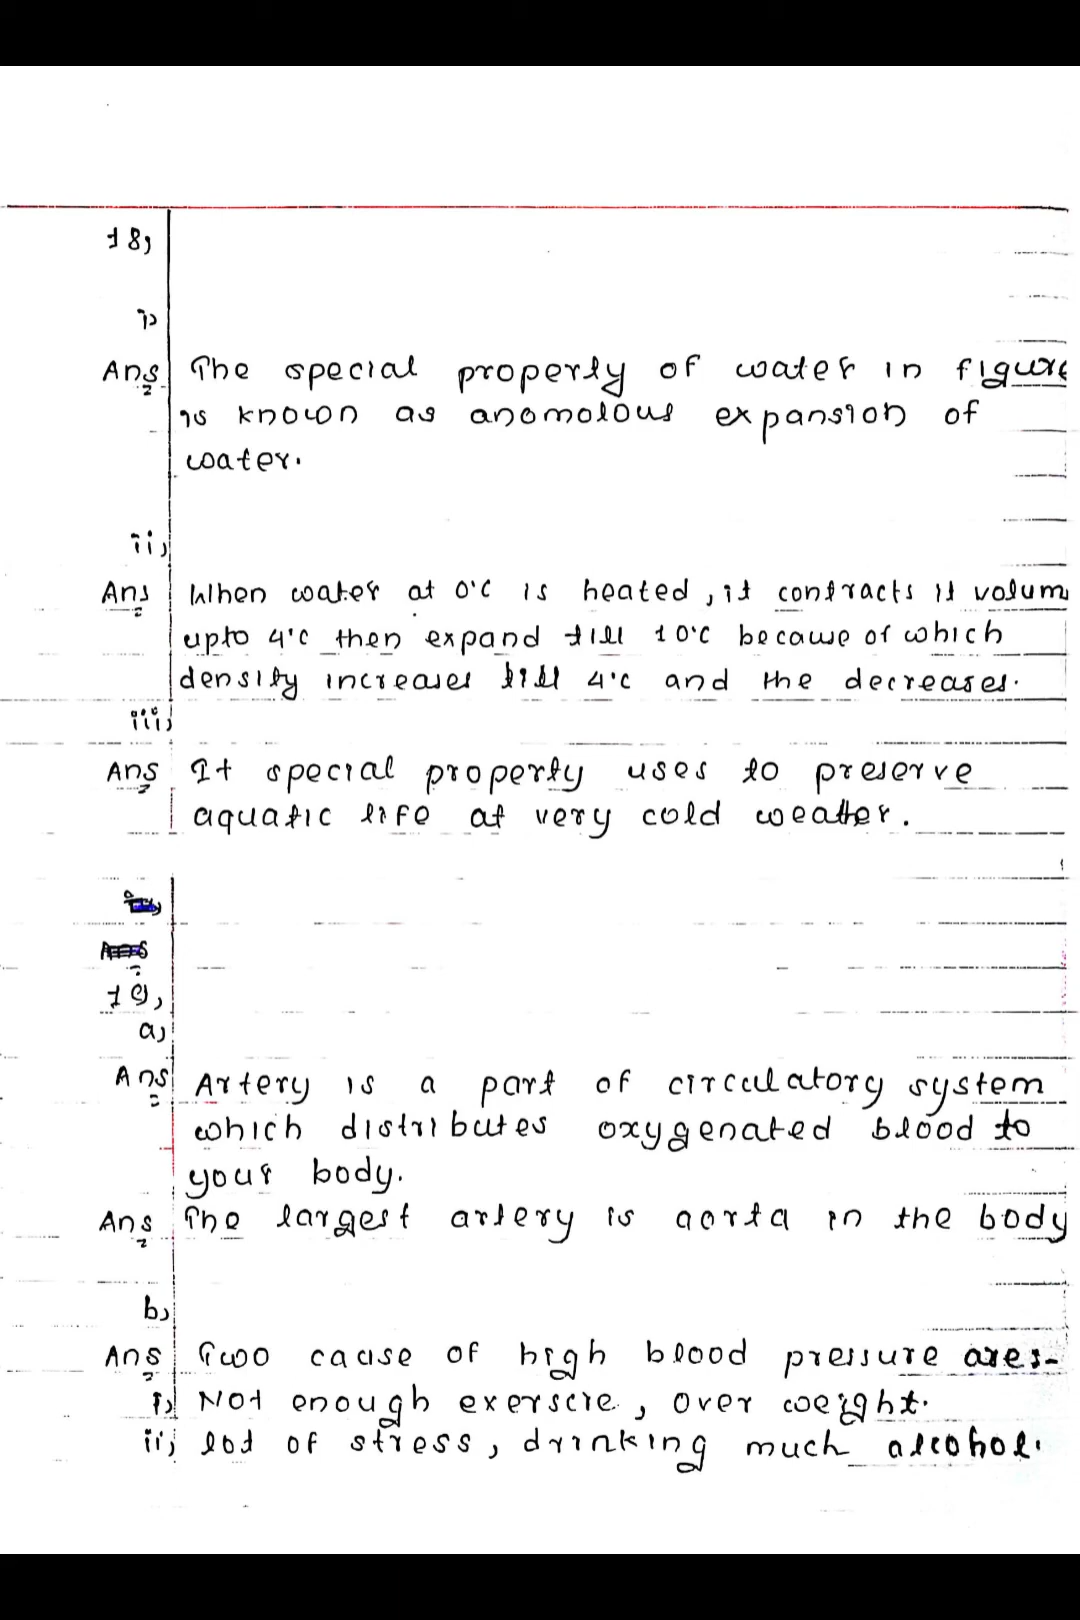 18,
i,
Ans The special property of water in figure
is known as anomolous expansion of
water.
ii,
Ans When water at 0°C is heated, it contracts it volum
upto 4°C then expand till 10°C because of which
density increases till 4°C and the decreases.
iii,
Ans It special property uses to preserve
aquatic life at very cold weather.
19,
a,
Ans Artery is a part of circulatory system
which distributes oxygenated blood to
your body.
Ans The largest artery is aorta in the body
b,
Ans Two cause of high blood pressure ares-
i, Not enough exerscie, over weight.
ii, lot of stress, drinking much alcohol.